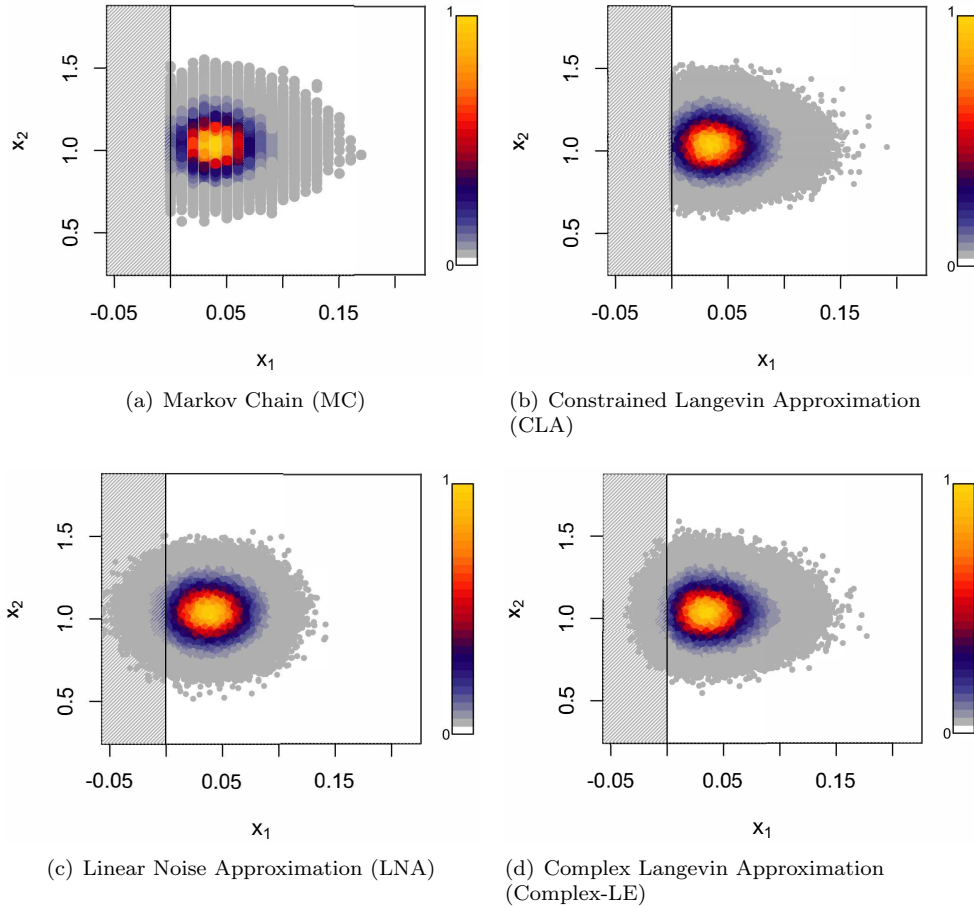 1
1
1.5
1.5
x2
1.0
x2
1.0
0.5
0.5
0
0
-0.05 0.05 0.15
-0.05 0.05 0.15
x1
x1
(a) Markov Chain (MC)
(b) Constrained Langevin Approximation
(CLA)
1
1
1.5
1.5
x2
1.0
x2
1.0
0.5
0.5
0
0
-0.05 0.05 0.15
-0.05 0.05 0.15
x1
x1
(c) Linear Noise Approximation (LNA)
(d) Complex Langevin Approximation
(Complex-LE)